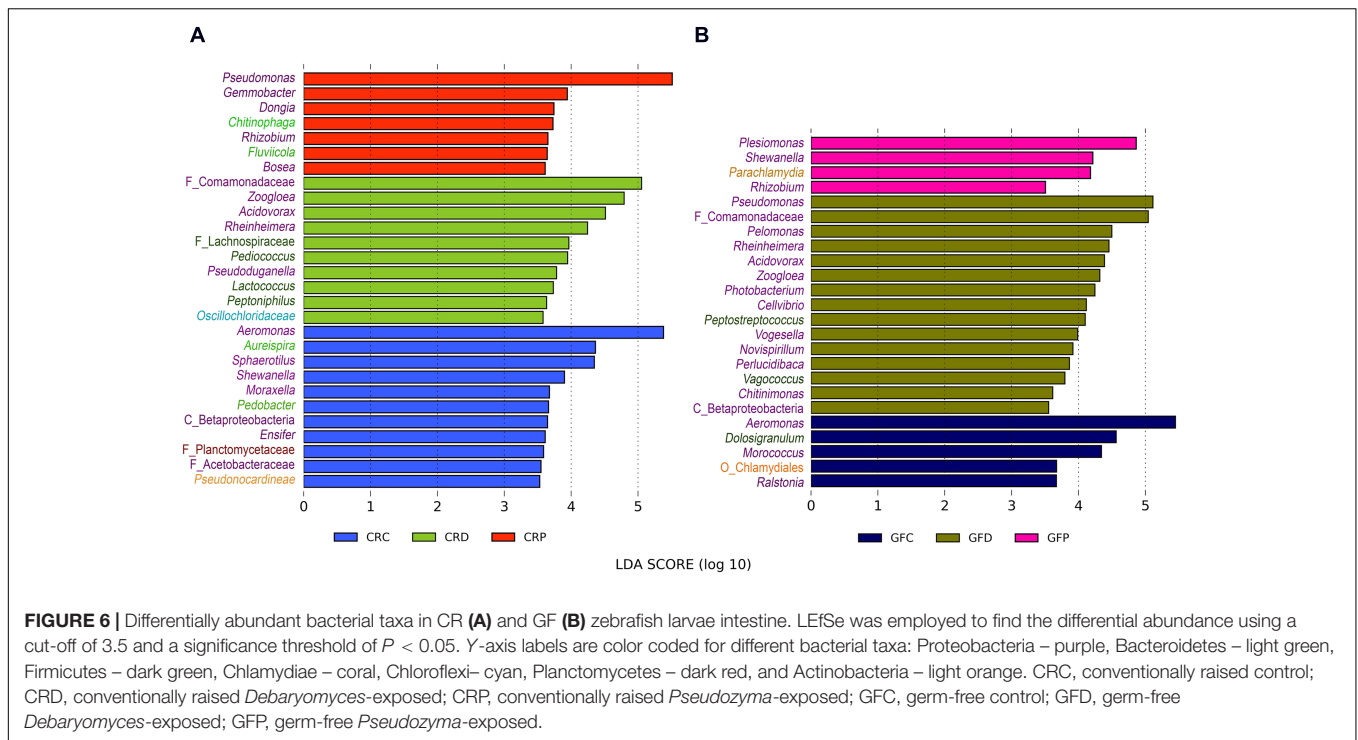 A
Pseudomonas
Gemmobacter
Dongia
Chitinophaga
Rhizobium
Fluviicola
Bosea
F_Comamonadaceae
Zoogloea
Acidovorax
Rheinheimera
F_Lachnospiraceae
Pediococcus
Pseudoduganella
Lactococcus
Peptoniphilus
Oscillochloridaceae
Aeromonas
Aureispira
Sphaerotilus
Shewanella
Moraxella
Pedobacter
C_Betaproteobacteria
Ensifer
F_Planctomycetaceae
F_Acetobacteraceae
Pseudonocardineae
0 1 2 3 4 5
CRC CRD CRP
B
Plesiomonas
Shewanella
Parachlamydia
Rhizobium
Pseudomonas
F_Comamonadaceae
Pelomonas
Rheinheimera
Acidovorax
Zoogloea
Photobacterium
Cellvibrio
Peptostreptococcus
Vogesella
Novispirillum
Perlucidibaca
Vagococcus
Chitinimonas
C_Betaproteobacteria
Aeromonas
Dolosigranulum
Morococcus
O_Chlamydiales
Ralstonia
0 1 2 3 4 5
GFC GFD GFP
LDA SCORE (log 10)
FIGURE 6 | Differentially abundant bacterial taxa in CR (A) and GF (B) zebrafish larvae intestine. LEfSe was employed to find the differential abundance using a
cut-off of 3.5 and a significance threshold of P < 0.05. Y-axis labels are color coded for different bacterial taxa: Proteobacteria – purple, Bacteroidetes – light green,
Firmicutes – dark green, Chlamydiae – coral, Chloroflexi– cyan, Planctomycetes – dark red, and Actinobacteria – light orange. CRC, conventionally raised control;
CRD, conventionally raised Debaryomyces-exposed; CRP, conventionally raised Pseudozyma-exposed; GFC, germ-free control; GFD, germ-free
Debaryomyces-exposed; GFP, germ-free Pseudozyma-exposed.